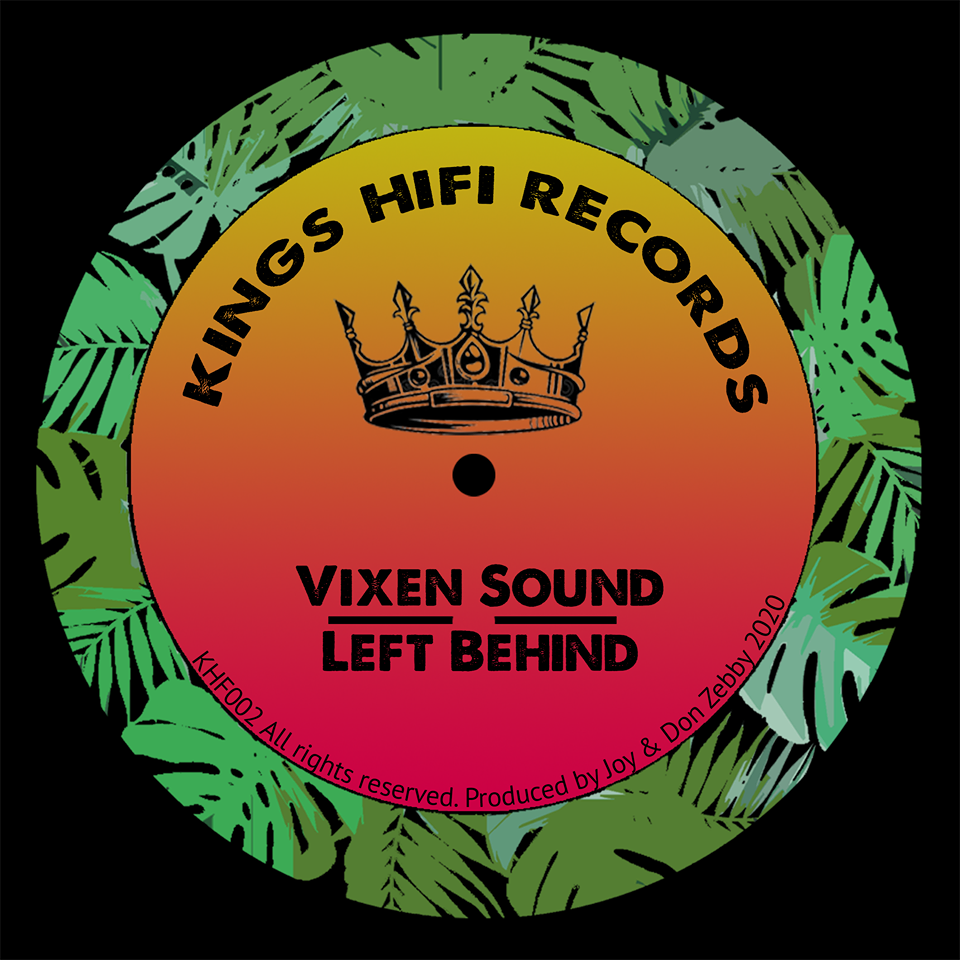 KINGS HIFI RECORDS
VIXEN SOUND
LEFT BEHIND
KHF002 All rights reserved. Produced by Joy & Don Zebby 2020